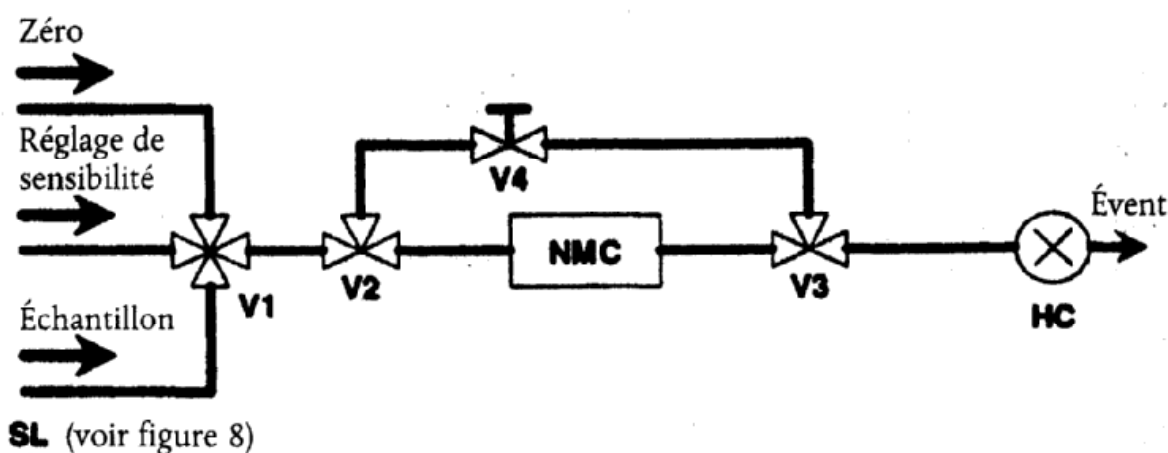 Zéro
Réglage de
sensibilité
Échantillon
SL (voir figure 8)
V1
V2
V4
NMC
V3
Évent
HC